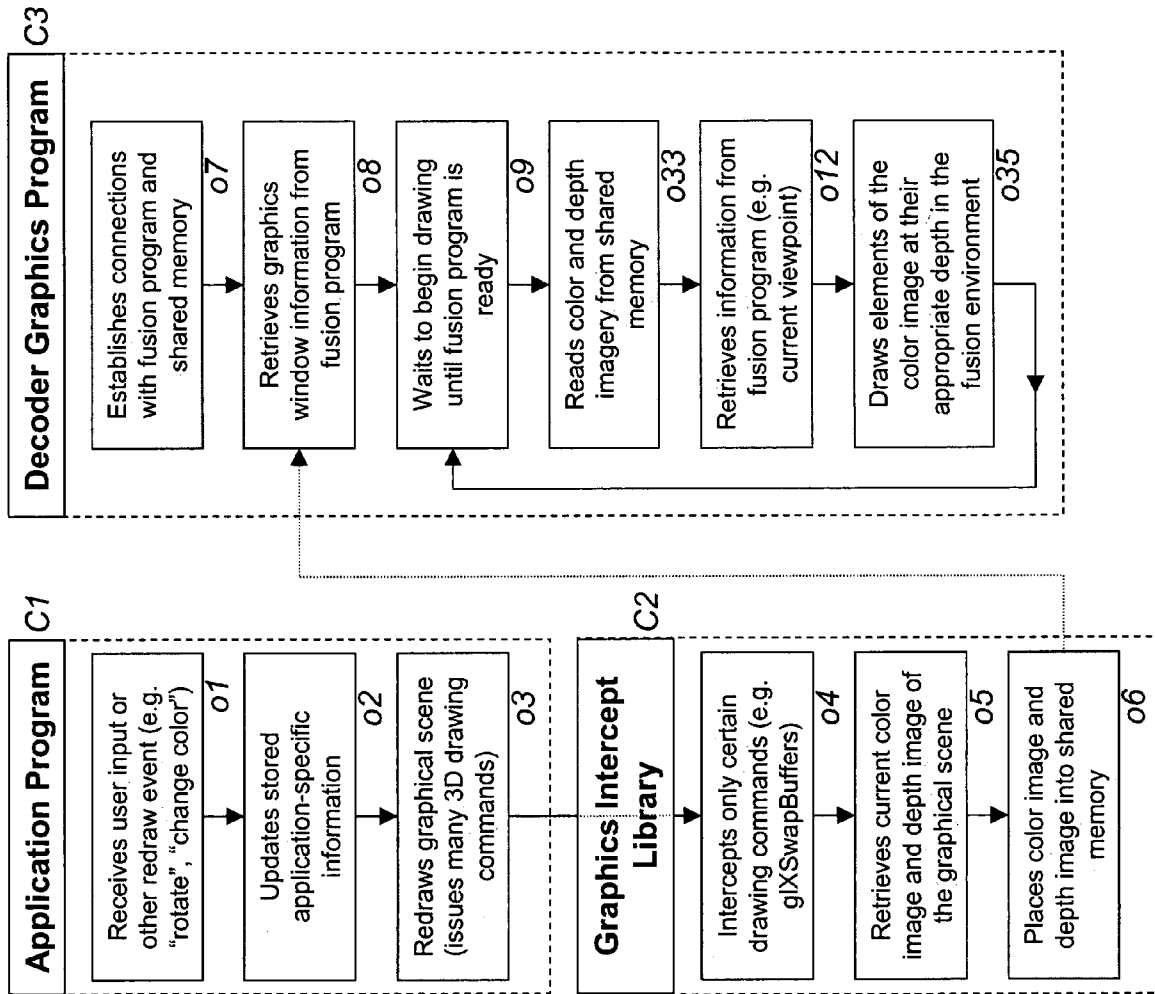 Application Program
C1
Receives user input or
other redraw event (e.g.
“rotate”, “change color”)
o1
Updates stored
application-specific
information
o2
Redraws graphical scene
(issues many 3D drawing
commands)
o3
Graphics Intercept
Library
C2
Intercepts only certain
drawing commands (e.g.
glXSwapBuffers)
o4
Retrieves current color
image and depth image of
the graphical scene
o5
Places color image and
depth image into shared
memory
o6
Decoder Graphics Program
C3
Establishes connections
with fusion program and
shared memory
o7
Retrieves graphics
window information from
fusion program
o8
Waits to begin drawing
until fusion program is
ready
o9
Reads color and depth
imagery from shared
memory
o33
Retrieves information from
fusion program (e.g.
current viewpoint)
o12
Draws elements of the
color image at their
appropriate depth in the
fusion environment
o35